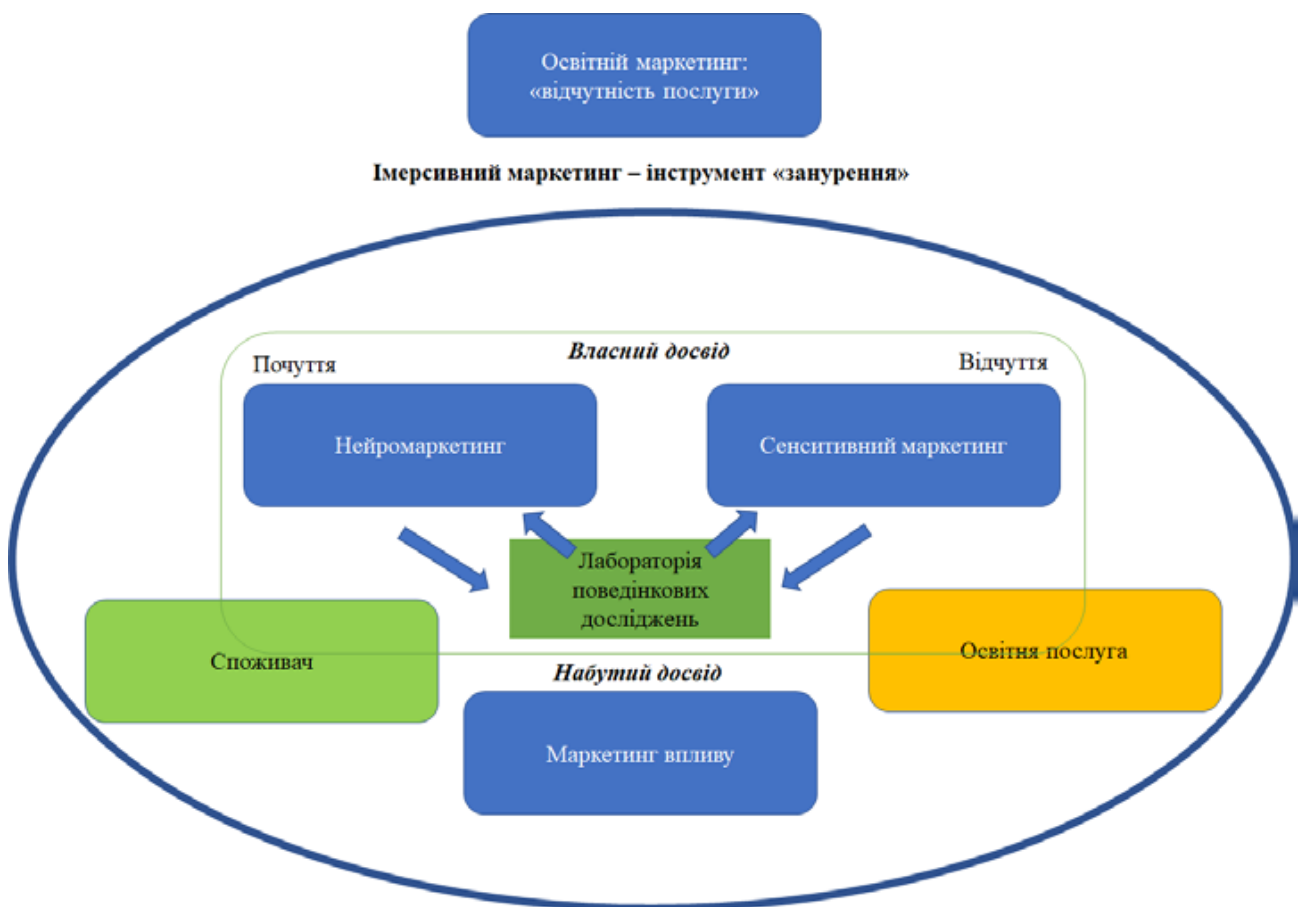 Освітній маркетинг:
«відчутність послуги»
Імерсивний маркетинг – інструмент «занурення»
Власний досвід
Почуття
Відчуття
Нейромаркетинг
Сенситивний маркетинг
Лабораторія
поведінкових
досліджень
Споживач
Освітня послуга
Набутий досвід
Маркетинг впливу